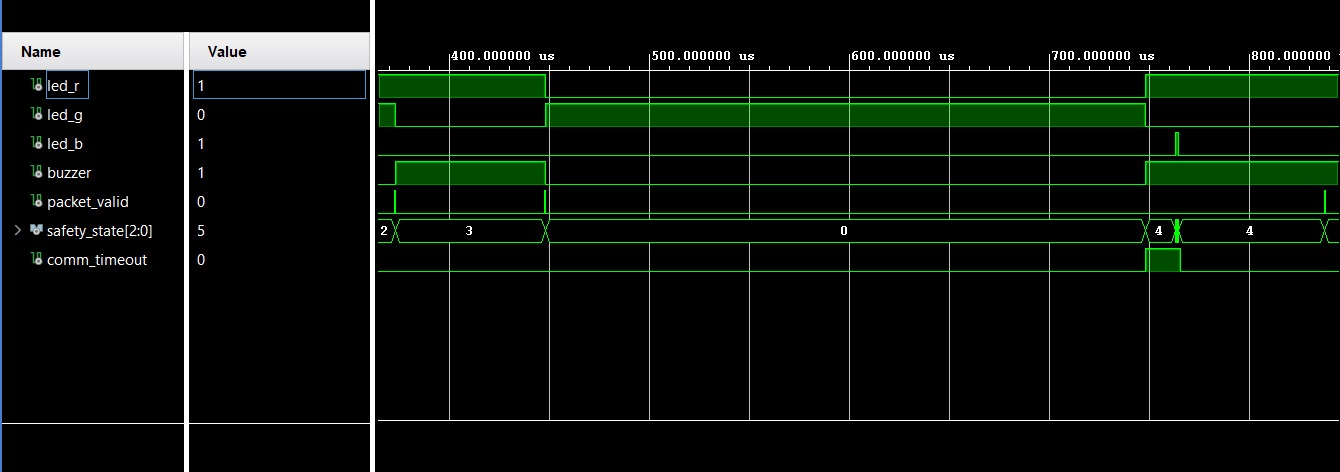 Name Value
400.000000 us 500.000000 us 600.000000 us 700.000000 us 800.000000
led_r 1
led_g 0
led_b 1
buzzer 1
packet_valid 0
safety_state[2:0] 5 2 3 0 4 4
comm_timeout 0